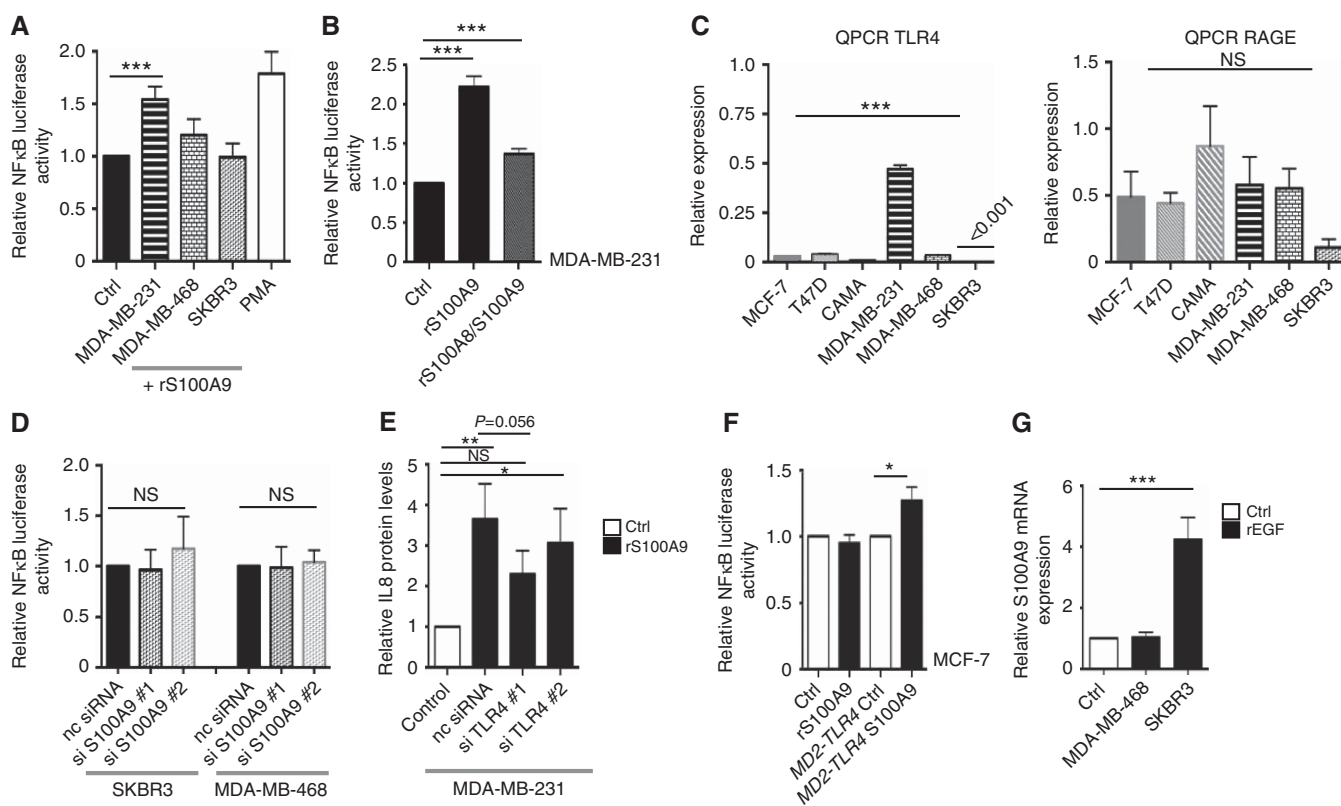 A
Relative NFκB luciferase
activity
2.0
1.5
1.0
0.5
0
***
Ctrl
MDA-MB-231
MDA-MB-468
SKBR3
PMA
+ rS100A9
B
Relative NFκB luciferase
activity
2.5
2.0
1.5
1.0
0.5
0
***
***
Ctrl
rS100A9
rS100A8/S100A9
MDA-MB-231
C
QPCR TLR4
Relative expression
1.0
0.75
0.5
0.25
0
***
<0.001
MCF-7
T47D
CAMA
MDA-MB-231
MDA-MB-468
SKBR3
QPCR RAGE
NS
Relative expression
1.5
1.0
0.5
0
MCF-7
T47D
CAMA
MDA-MB-231
MDA-MB-468
SKBR3
D
Relative NFκB luciferase
activity
2.0
1.5
1.0
0.5
0
NS
NS
nc siRNA
si S100A9 #1
si S100A9 #2
nc siRNA
si S100A9 #1
si S100A9 #2
SKBR3
MDA-MB-468
E
Relative IL8 protein levels
5
4
3
2
1
0
P=0.056
**
NS
*
Ctrl
rS100A9
Control
nc siRNA
si TLR4 #1
si TLR4 #2
MDA-MB-231
F
Relative NFκB luciferase
activity
1.5
1.0
0.5
0
*
Ctrl
rS100A9
MD2-TLR4 Ctrl
MD2-TLR4 S100A9
MCF-7
G
Relative S100A9 mRNA
expression
6
4
2
0
***
Ctrl
rEGF
Ctrl
MDA-MB-468
SKBR3